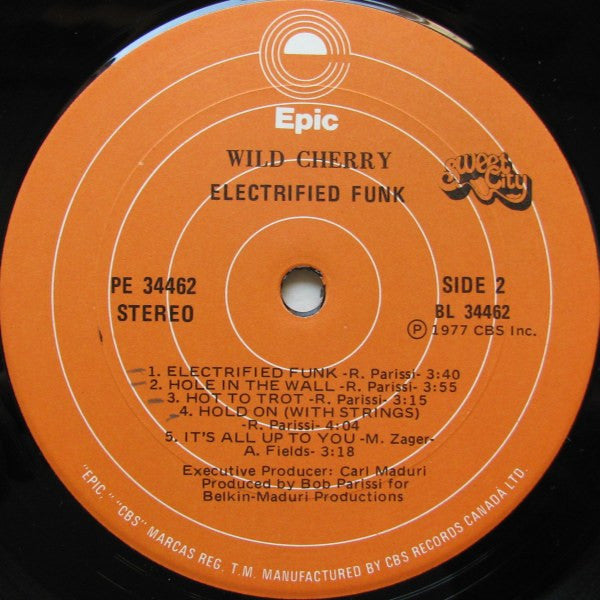 Epic
WILD CHERRY
ELECTRIFIED FUNK
Sweet City
PE 34462
STEREO
SIDE 2
BL 34462
Ⓟ 1977 CBS Inc.
1. ELECTRIFIED FUNK -R. Parissi- 3:40
2. HOLE IN THE WALL -R. Parissi- 3:55
3. HOT TO TROT -R. Parissi- 3:15
4. HOLD ON (WITH STRINGS)
-R. Parissi- 4:04
5. IT'S ALL UP TO YOU -M. Zager-
A. Fields- 3:18
Executive Producer: Carl Maduri
Produced by Bob Parissi for
Belkin-Maduri Productions
"EPIC," "CBS" MARCAS REG. T.M. MANUFACTURED BY CBS RECORDS CANADA LTD.